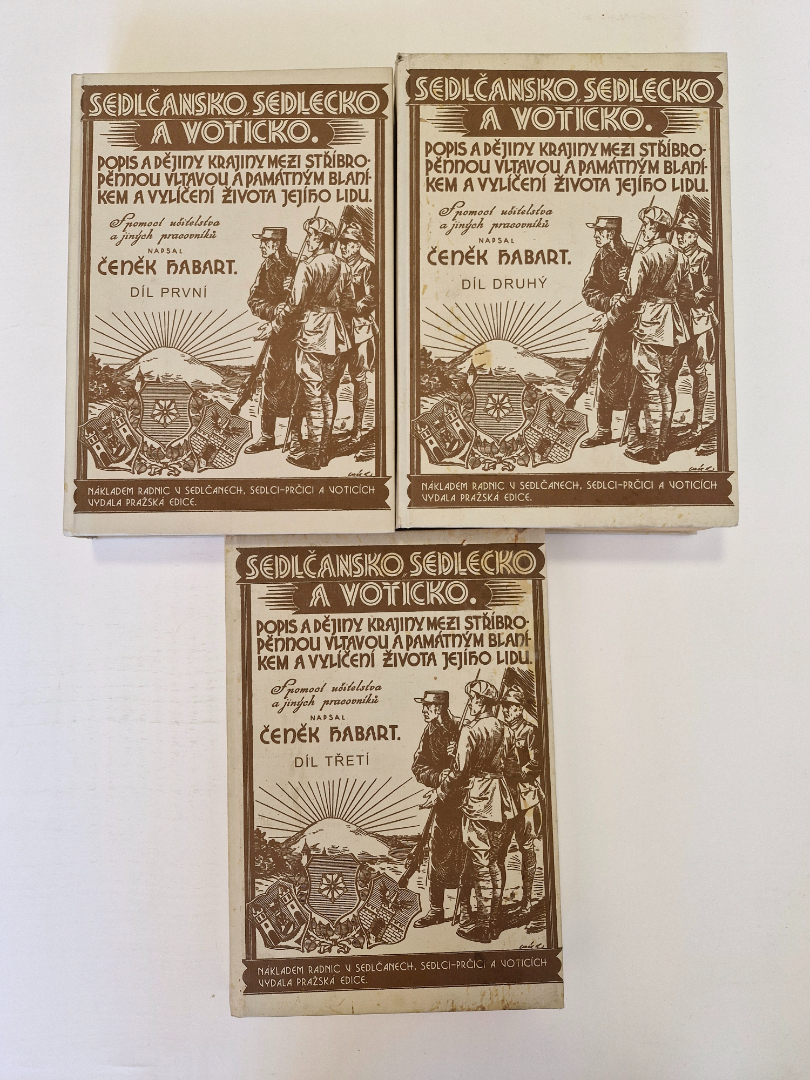 SEDLČANSKO, SEDLECKO
A VOTICKO.
POPIS A DĚJINY KRAJINY MEZI STŘÍBRO-
PĚNNOU VLTAVOU A PAMÁTNÝM BLANÍ-
KEM A VYLÍČENÍ ŽIVOTA JEJÍHO LIDU.
S pomocí učitelstva
a jiných pracovníků
NAPSAL
ČENĚK HABART.
DÍL PRVNÍ
NÁKLADEM RADNIC V SEDLČANECH, SEDLCI-PRČICI A VOTICÍCH
VYDALA PRAŽSKÁ EDICE.
SEDLČANSKO, SEDLECKO
A VOTICKO.
POPIS A DĚJINY KRAJINY MEZI STŘÍBRO-
PĚNNOU VLTAVOU A PAMÁTNÝM BLANÍ-
KEM A VYLÍČENÍ ŽIVOTA JEJÍHO LIDU.
S pomocí učitelstva
a jiných pracovníků
NAPSAL
ČENĚK HABART.
DÍL DRUHÝ
NÁKLADEM RADNIC V SEDLČANECH, SEDLCI-PRČICI A VOTICÍCH
VYDALA PRAŽSKÁ EDICE.
SEDLČANSKO, SEDLECKO
A VOTICKO.
POPIS A DĚJINY KRAJINY MEZI STŘÍBRO-
PĚNNOU VLTAVOU A PAMÁTNÝM BLANÍ-
KEM A VYLÍČENÍ ŽIVOTA JEJÍHO LIDU.
S pomocí učitelstva
a jiných pracovníků
NAPSAL
ČENĚK HABART.
DÍL TŘETÍ
NÁKLADEM RADNIC V SEDLČANECH, SEDLCI-PRČICI A VOTICÍCH
VYDALA PRAŽSKÁ EDICE.